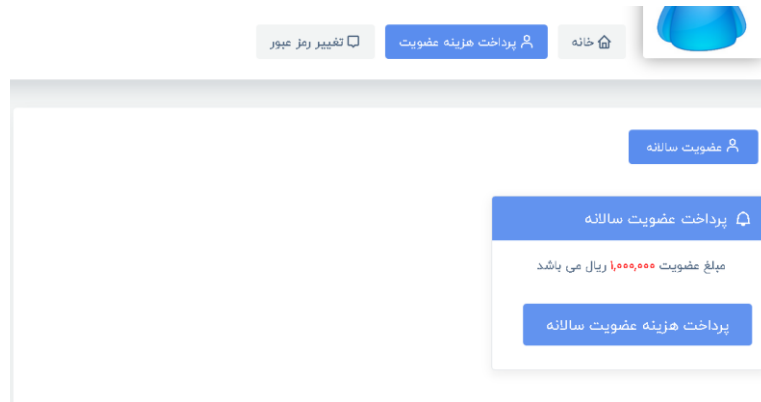 خانه
پرداخت هزینه عضویت
تغییر رمز عبور
عضویت سالانه
پرداخت عضویت سالانه
مبلغ عضویت ۱,۰۰۰,۰۰۰ ریال می باشد
پرداخت هزینه عضویت سالانه